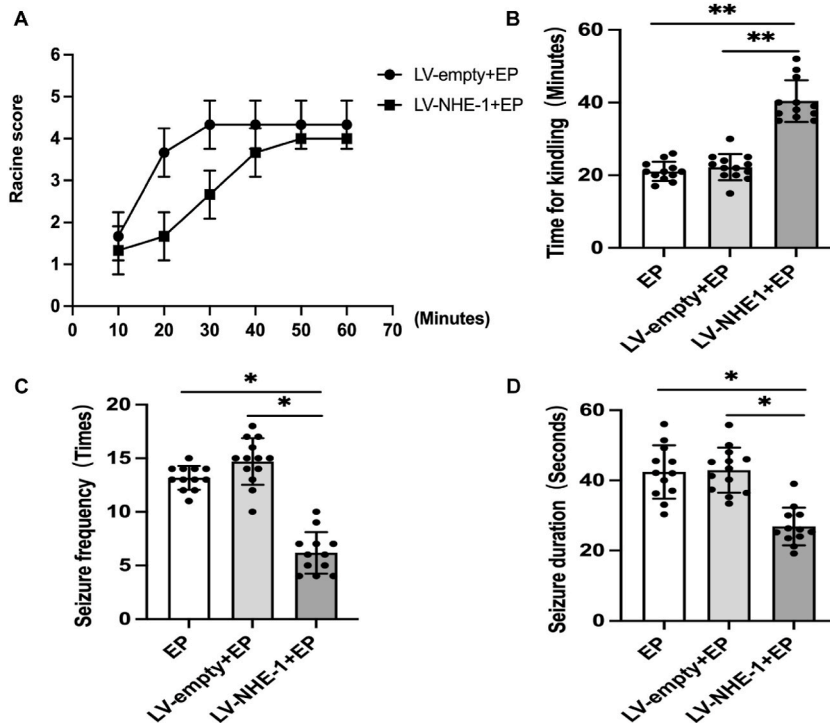 A
Racine score
6
5
4
3
2
1
0
0 10 20 30 40 50 60 70
(Minutes)
LV-empty+EP
LV-NHE-1+EP
B
Time for kindling (Minutes)
60
40
20
0
**
**
EP
LV-empty+EP
LV-NHE1+EP
C
Seizure frequency (Times)
20
15
10
5
0
*
*
EP
LV-empty+EP
LV-NHE-1+EP
D
Seizure duration (Seconds)
60
40
20
0
*
*
EP
LV-empty+EP
LV-NHE-1+EP